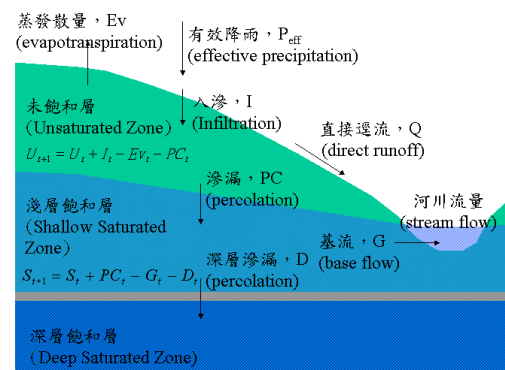 蒸發散量，Ev
(evapotranspiration)
有效降雨，Peff
(effective precipitation)
入滲，I
(Infiltration)
未飽和層
(Unsaturated Zone)
Ut+1 = Ut + It − Evt − PCt
直接逕流，Q
(direct runoff)
滲漏，PC
(percolation)
河川流量
(stream flow)
淺層飽和層
(Shallow Saturated
Zone)
基流，G
(base flow)
深層滲漏，D
(percolation)
St+1 = St + PCt − Gt − Dt
深層飽和層
(Deep Saturated Zone)